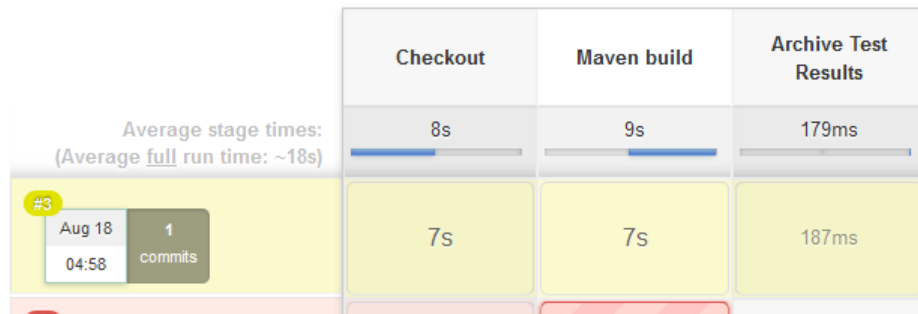 Checkout
Maven build
Archive Test
Results
Average stage times:
(Average full run time: ~18s)
8s
9s
179ms
#3
Aug 18
04:58
1
commits
7s
7s
187ms